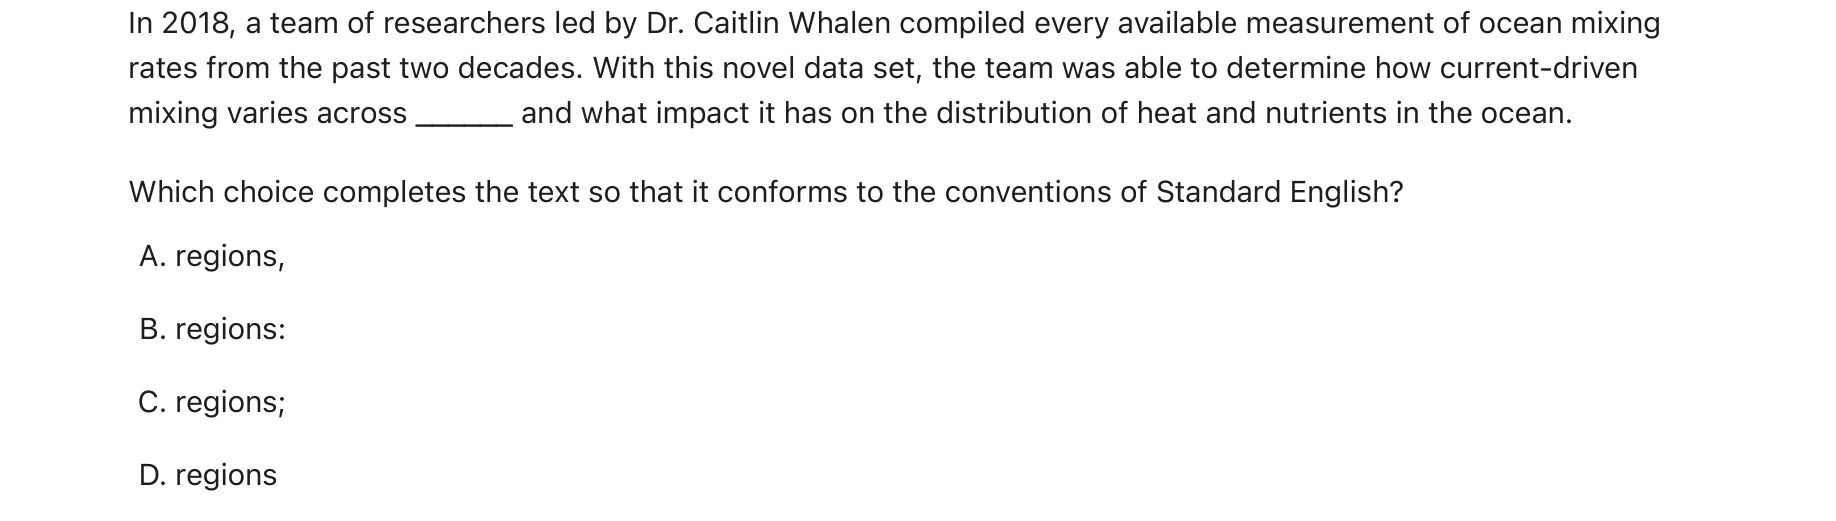 In 2018, a team of researchers led by Dr. Caitlin Whalen compiled every available measurement of ocean mixing
rates from the past two decades. With this novel data set, the team was able to determine how current-driven
mixing varies across ______ and what impact it has on the distribution of heat and nutrients in the ocean.
Which choice completes the text so that it conforms to the conventions of Standard English?
A. regions,
B. regions:
C. regions;
D. regions